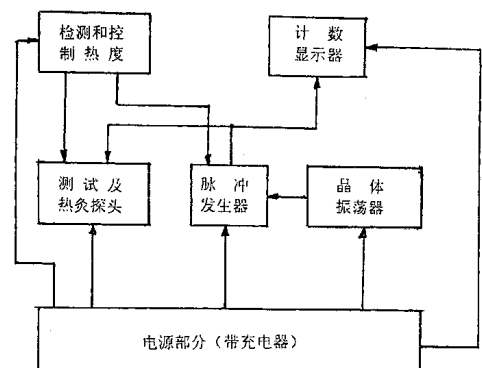 检测和控
制热度
计数
显示器
测试及
热灸探头
脉冲
发生器
晶体
振荡器
电源部分（带充电器）